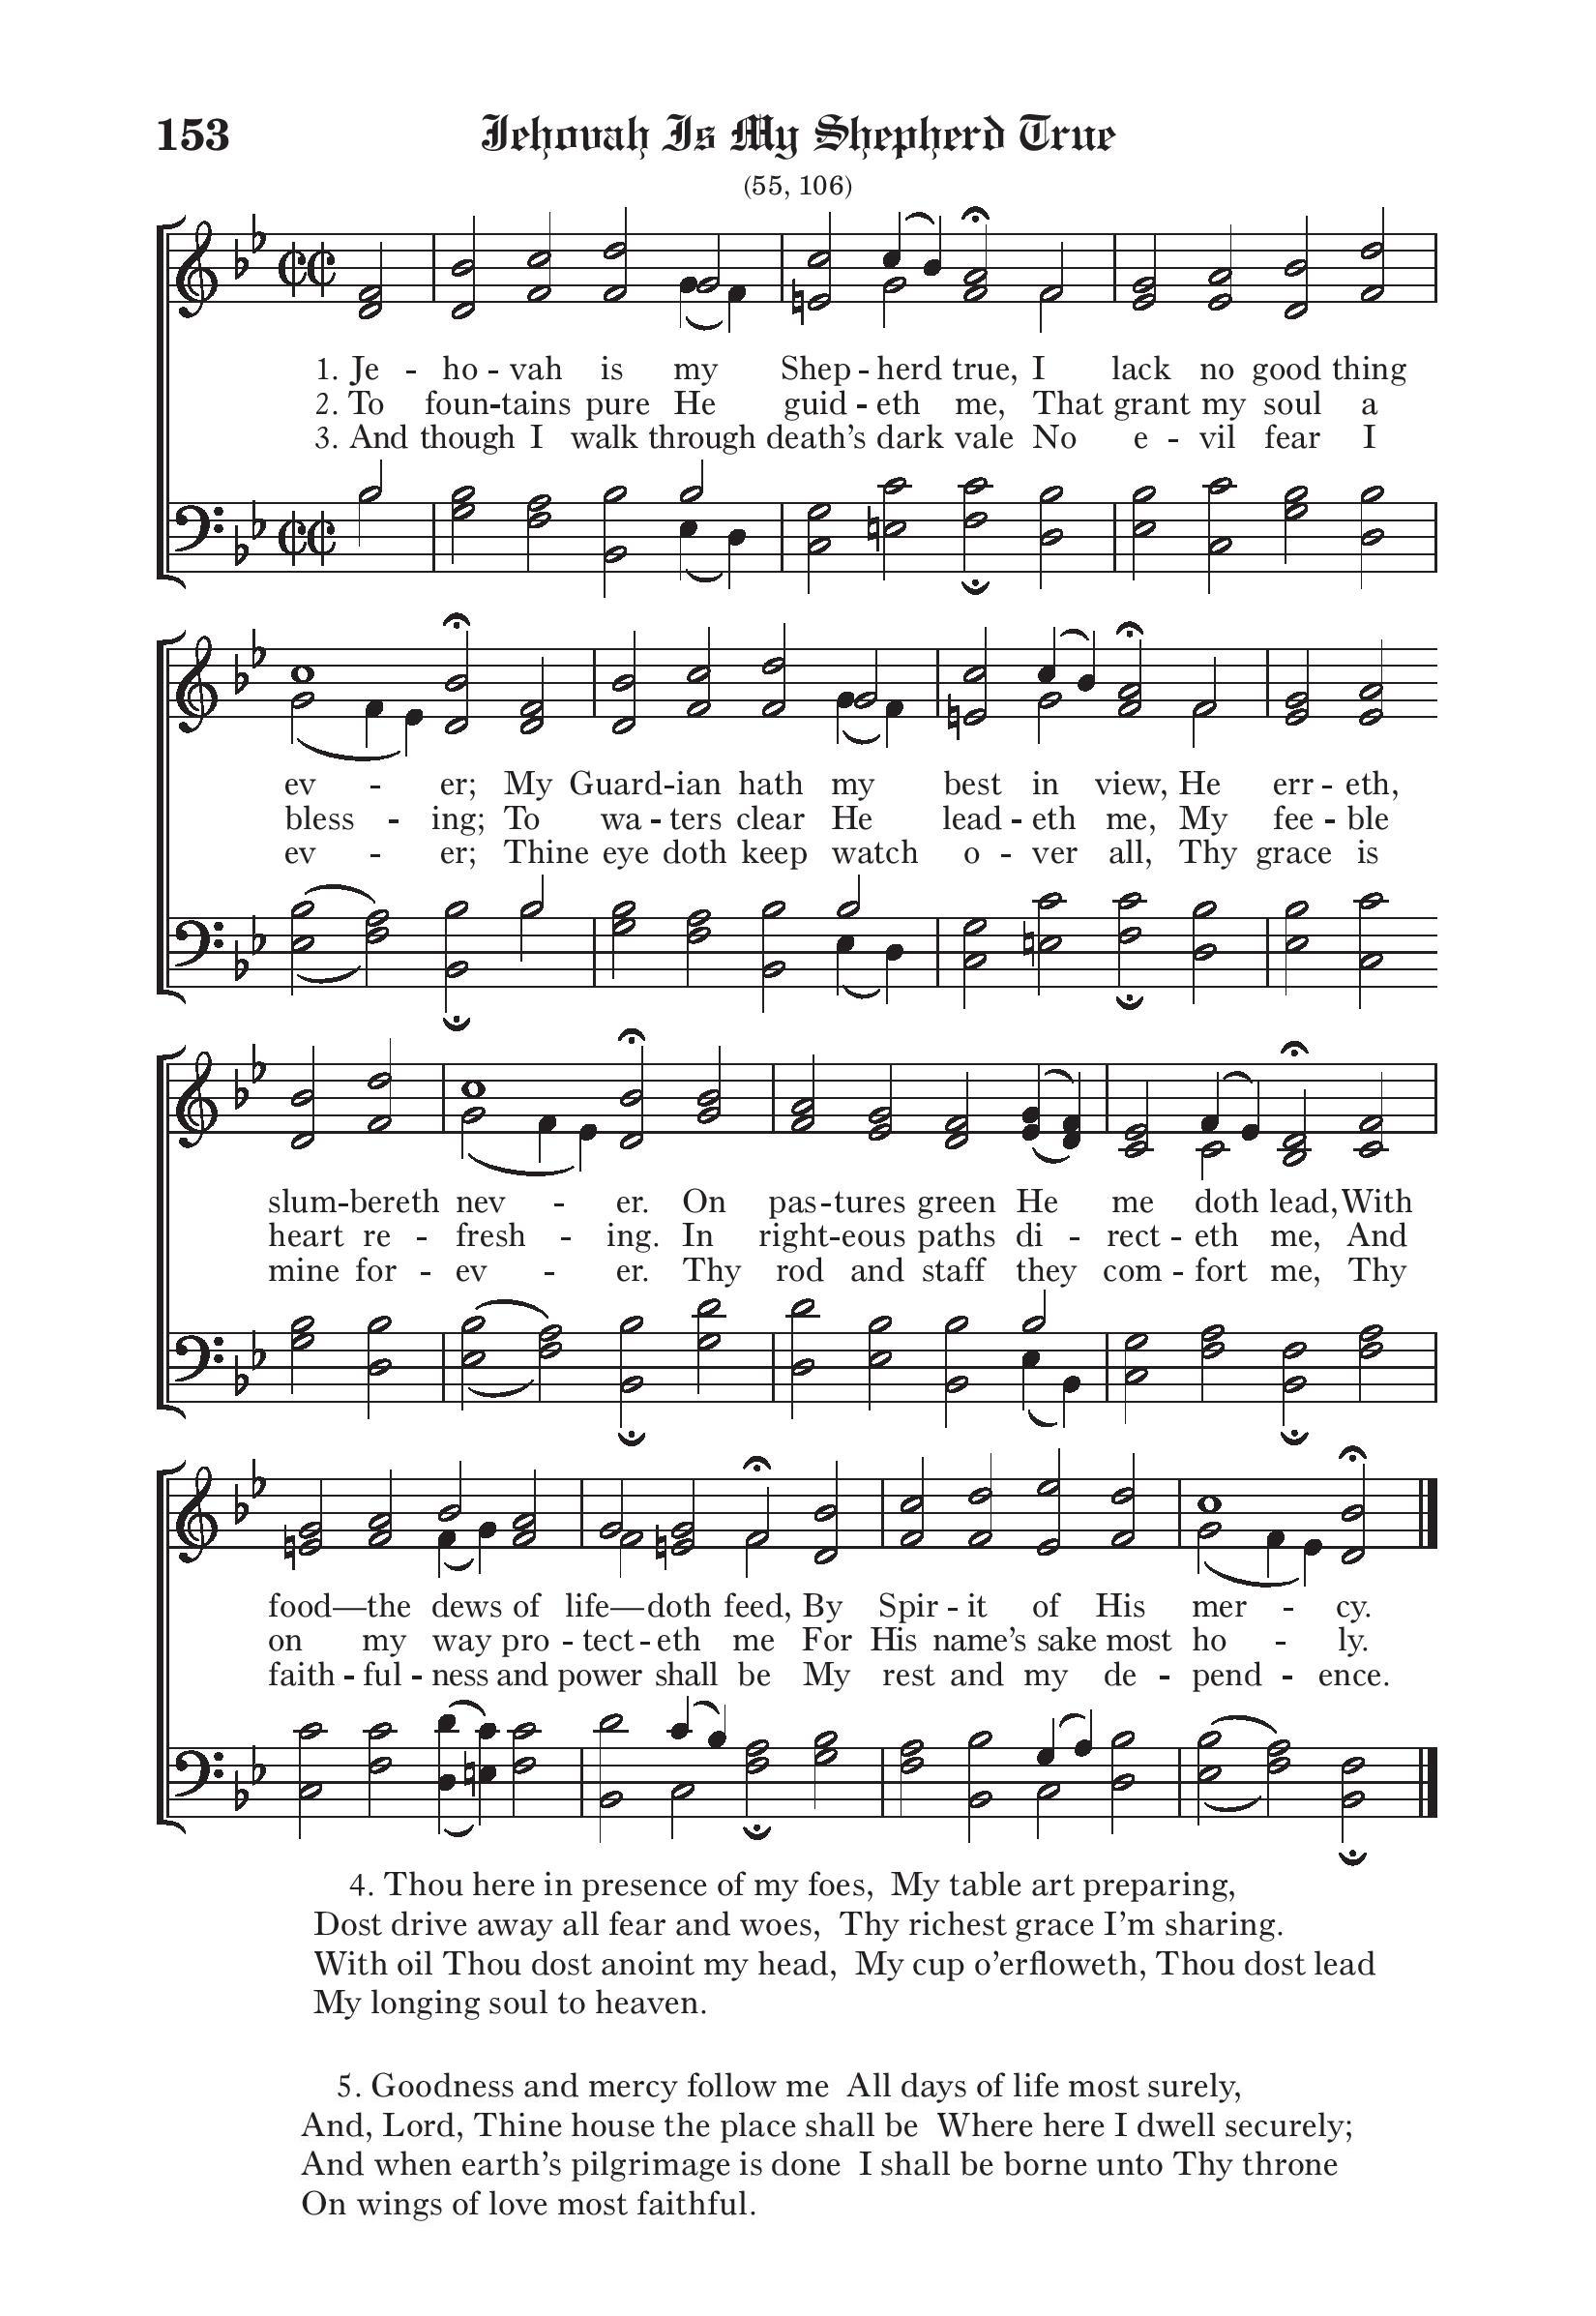 153
Jehovah Is My Shepherd True
(55, 106)
1. Je - ho - vah is my Shep - herd true, I lack no good thing
2. To foun - tains pure He guid - eth me, That grant my soul a
3. And though I walk through death's dark vale No e - vil fear I
ev - er; My Guard - ian hath my best in view, He err - eth,
bless - ing; To wa - ters clear He lead - eth me, My fee - ble
ev - er; Thine eye doth keep watch o - ver all, Thy grace is
slum - bereth nev - er. On pas - tures green He me doth lead, With
heart re - fresh - ing. In right - eous paths di - rect - eth me, And
mine for - ev - er. Thy rod and staff they com - fort me, Thy
food—the dews of life—doth feed, By Spir - it of His mer - cy.
on my way pro - tect - eth me For His name's sake most ho - ly.
faith - ful - ness and power shall be My rest and my de - pend - ence.
4. Thou here in presence of my foes, My table art preparing,
Dost drive away all fear and woes, Thy richest grace I'm sharing.
With oil Thou dost anoint my head, My cup o'erfloweth, Thou dost lead
My longing soul to heaven.
5. Goodness and mercy follow me All days of life most surely,
And, Lord, Thine house the place shall be Where here I dwell securely;
And when earth's pilgrimage is done I shall be borne unto Thy throne
On wings of love most faithful.